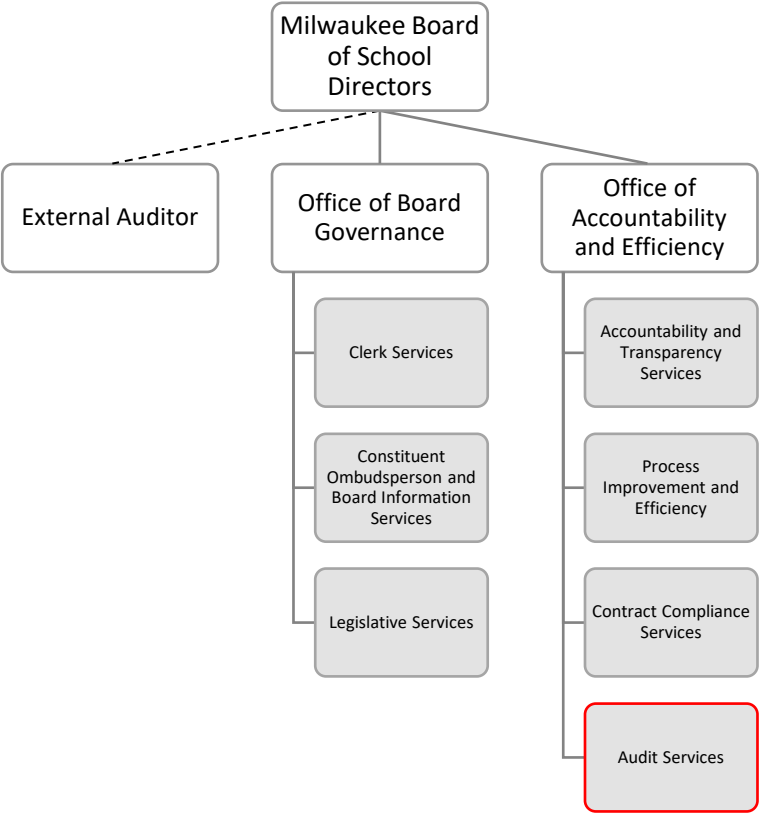 Milwaukee Board
of School
Directors
External Auditor
Office of Board
Governance
Office of
Accountability
and Efficiency
Clerk Services
Constituent
Ombudsperson and
Board Information
Services
Legislative Services
Accountability and
Transparency
Services
Process
Improvement and
Efficiency
Contract Compliance
Services
Audit Services